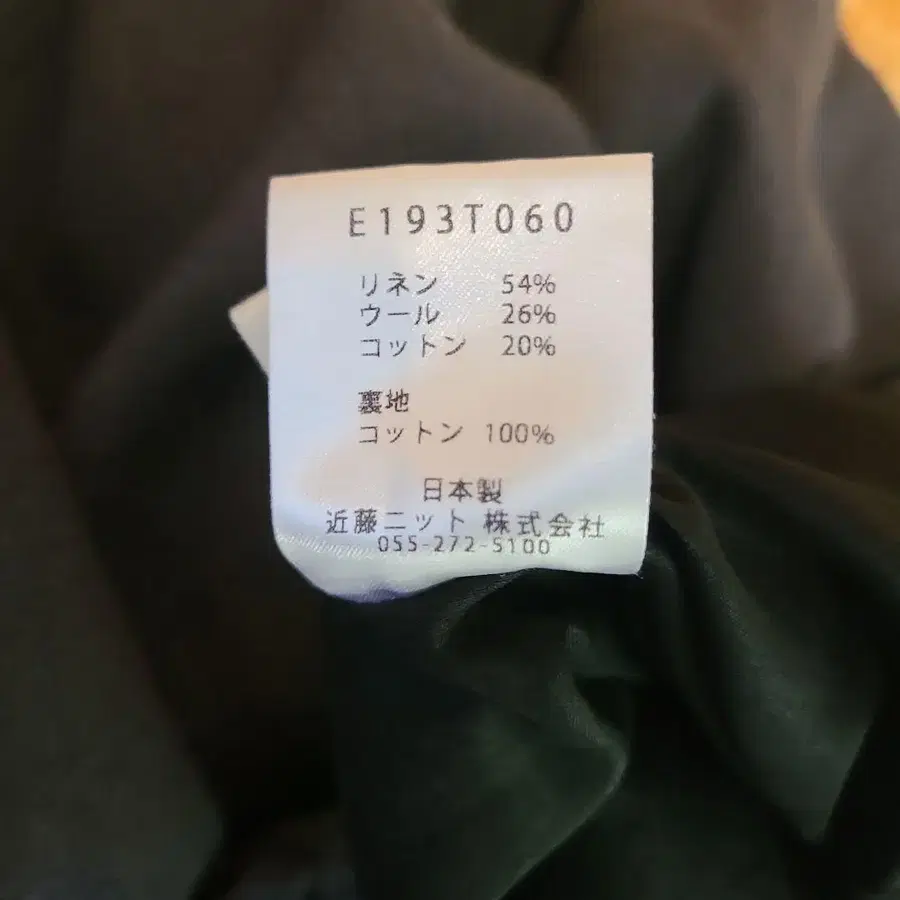 E193T060
リネン 54%
ウール 26%
コットン 20%
裏地
コットン 100%
日本製
近藤ニット 株式会社
055-272-5100